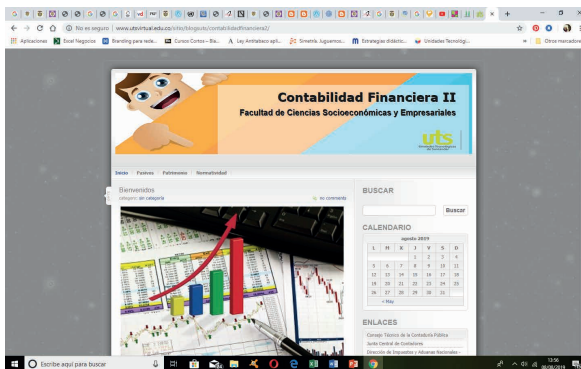 No es seguro | www.utsvirtual.edu.co/sitio/blogsuts/contabilidadfinanciera2/
Aplicaciones
Excel Negocios
Branding para rede...
Cursos Cortos – Bie...
Ley Antitabaco apli...
Simetría. Juguemos...
Estrategias didáctic...
Unidades Tecnológi...
Otros marcadores
Contabilidad Financiera II
Facultad de Ciencias Socioeconómicas y Empresariales
uts
Inicio Pasivos Patrimonio Normatividad
Bienvenidos
category: sin categoría
no comments
BUSCAR
Buscar
CALENDARIO
agosto 2019
L M X J V S D
1 2 3 4
5 6 7 8 9 10 11
12 13 14 15 16 17 18
19 20 21 22 23 24 25
26 27 28 29 30 31
« May
ENLACES
Consejo Técnico de la Contaduría Pública
Junta Central de Contadores
Dirección de Impuestos y Aduanas Nacionales –
Escribe aquí para buscar
13:56
08/08/2019